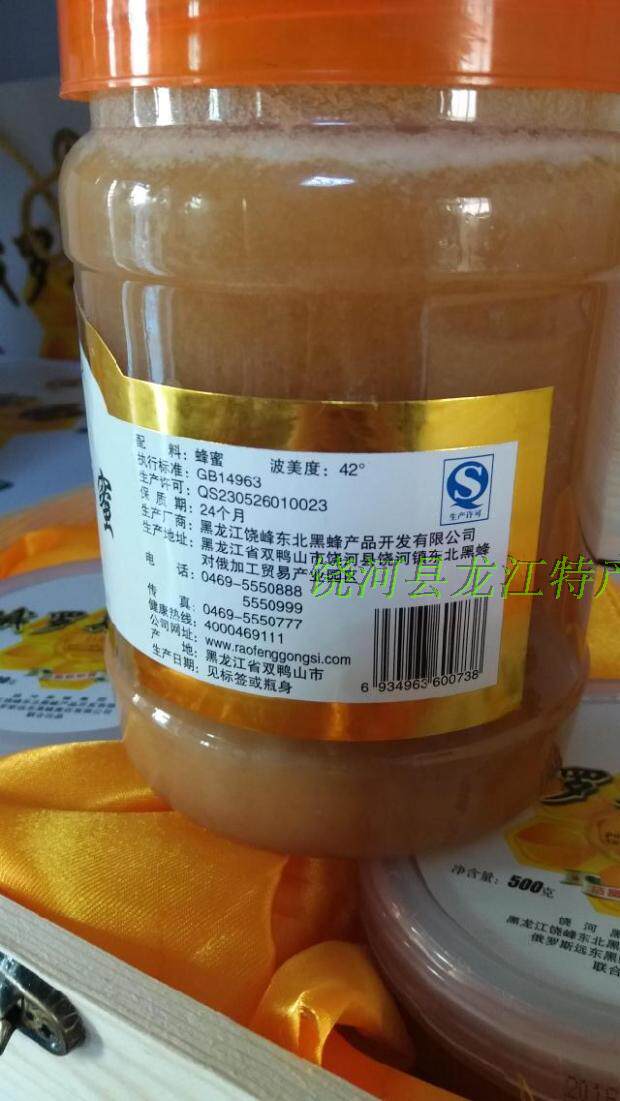 配 料：蜂蜜 波美度：42°
执行标准：GB14963
生产许可：QS230526010023
保 质 期：24个月
生产厂商：黑龙江饶峰东北黑蜂产品开发有限公司
生产地址：黑龙江省双鸭山市饶河县饶河镇东北黑蜂
对俄加工贸易产业园区
电 话：0469-5550888
5550999
传 真：0469-5550777
健康热线：4000469111
公司网址：www.raofenggongsi.com
产 地：黑龙江省双鸭山市
生产日期：见标签或瓶身
QS
生产许可
6 934963 600738
蜜
饶河县龙江特产
罗
净含量：500克
饶河黑
黑龙江饶峰东北黑
俄罗斯远东黑
联合